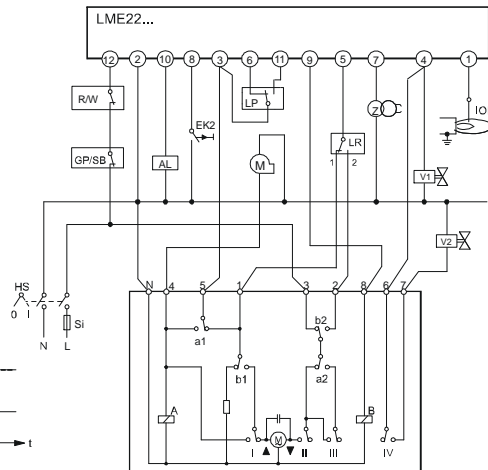 LME22...
12 2 10 8 3 6 11 9 5 7 4 1
R/W
LP
Z
IO
EK2
GP/SB
AL
M
LR
1 2
V1
V2
HS
0 I
Si
N L
N 4 5 1 3 2 8 6 7
a1
b2
b1
a2
A
B
M
I II III IV
t